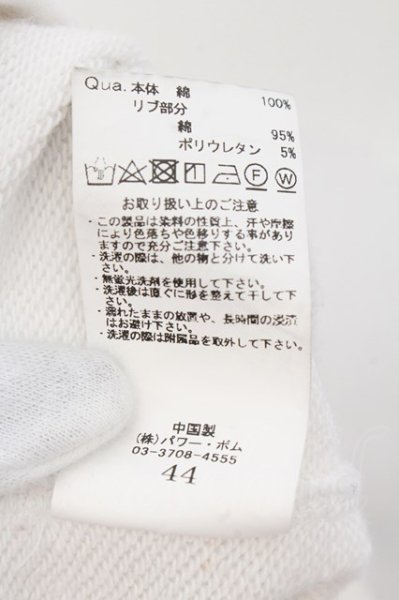 Qua. 本体 綿 100%
リブ部分
綿 95%
ポリウレタン 5%
F W
お取り扱い上のご注意
・この製品は染料の性質上、汗や摩擦
により色落ちや色移りする事があり
ますので充分ご注意下さい。
・洗濯の際は、他の物と分けて洗い下
さい。
・無蛍光洗剤を使用して下さい。
・洗濯後は直ぐに形を整えて干して下
さい。
・濡れたままの放置や、長時間の浸漬
はお避け下さい。
・洗濯の際は附属品を取外して下さい。
中国製
(株)パワー・ボム
03-3708-4555
44